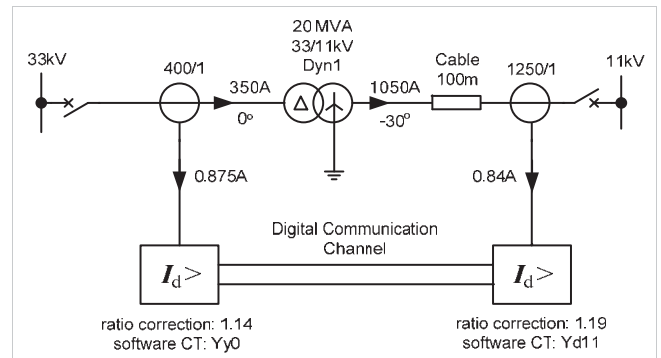 20 MVA
33/11kV
Dyn1
33kV
400/1
350A
0°
1050A
-30°
Cable
100m
1250/1
11kV
0.875A
0.84A
Digital Communication
Channel
Id>
Id>
ratio correction: 1.14
software CT: Yy0
ratio correction: 1.19
software CT: Yd11